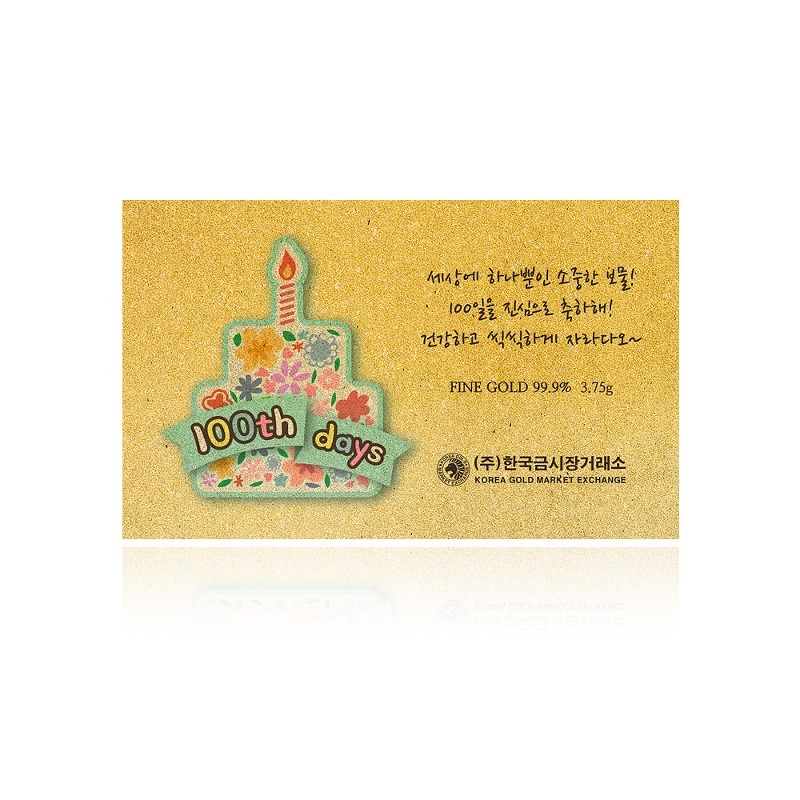 세상에 하나뿐인 소중한 보물!
100일을 진심으로 축하해!
건강하고 씩씩하게 자라다오~
FINE GOLD 99.9% 3.75g
100th days
(주)한국금시장거래소
KOREA GOLD MARKET EXCHANGE